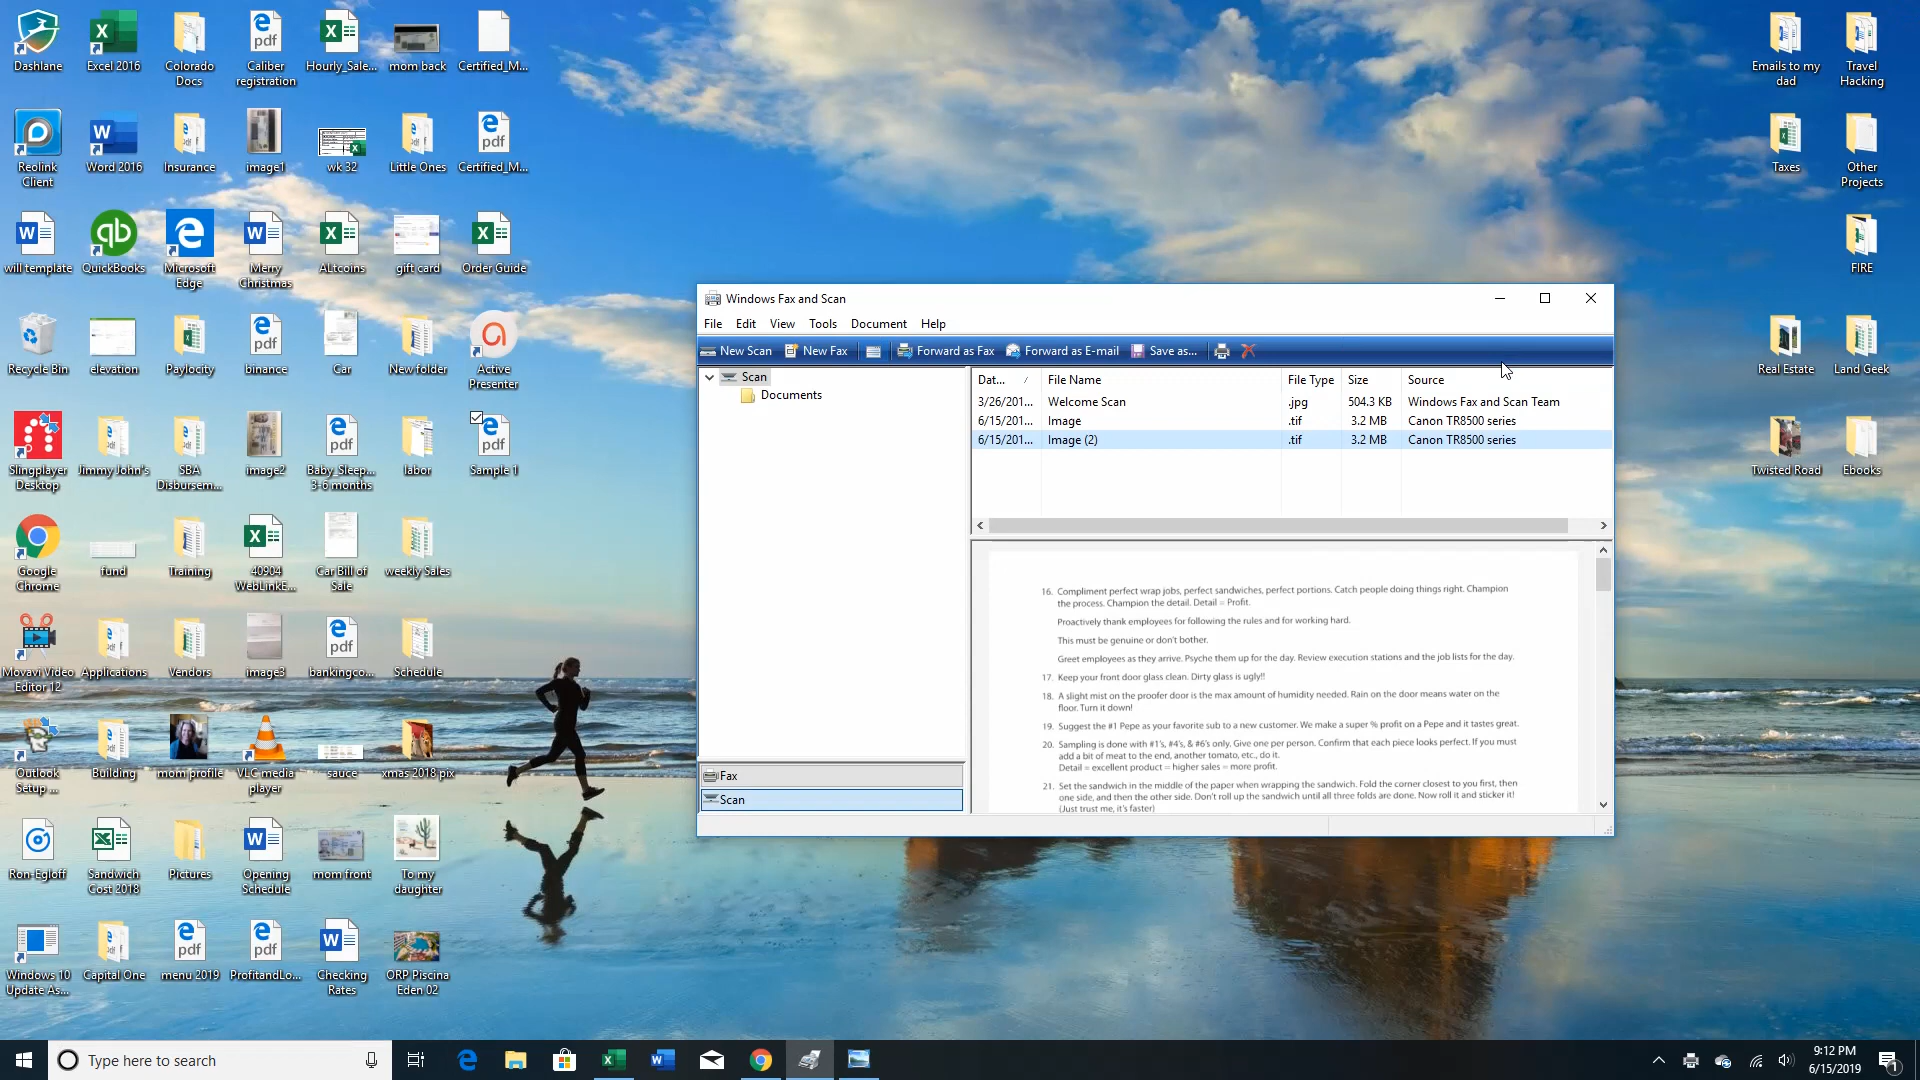 Dashlane
Excel 2016
Colorado
Docs
Caliber
registration
Hourly_Sale...
mom back
Certified_M...
Emails to my
dad
Travel
Hacking
Reolink
Client
Word 2016
Insurance
image1
wk 32
Little Ones
Certified_M...
Taxes
Other
Projects
will template
QuickBooks
Microsoft
Edge
Merry
Christmas
ALtcoins
gift card
Order Guide
FIRE
Recycle Bin
elevation
Paylocity
binance
Car
New folder
Active
Presenter
Real Estate
Land Geek
Slingplayer
Desktop
Jimmy John's
SBA
Disbursem...
image2
Baby_Sleep...
3-6 months
labor
Sample 1
Twisted Road
Ebooks
Google
Chrome
fund
Training
40904
WebLinkE...
Car Bill of
Sale
weekly Sales
Movavi Video
Editor 12
Applications
Vendors
image3
bankingco...
Schedule
Outlook
Setup ...
Building
mom profile
VLC media
player
sauce
xmas 2018 pix
Ron-Egloff
Sandwich
Cost 2018
Pictures
Opening
Schedule
mom front
To my
daughter
Windows 10
Update As...
Capital One
menu 2019
ProfitandLo...
Checking
Rates
ORP Piscina
Eden 02
Windows Fax and Scan
File Edit View Tools Document Help
New Scan New Fax Forward as Fax Forward as E-mail Save as...
Scan
Documents
Fax
Scan
Dat... File Name File Type Size Source
3/26/201... Welcome Scan .jpg 504.3 KB Windows Fax and Scan Team
6/15/201... Image .tif 3.2 MB Canon TR8500 series
6/15/201... Image (2) .tif 3.2 MB Canon TR8500 series
16. Compliment perfect wrap jobs, perfect sandwiches, perfect portions. Catch people doing things right. Champion
the process. Champion the detail. Detail = Profit.
Proactively thank employees for following the rules and for working hard.
This must be genuine or don't bother.
Greet employees as they arrive. Psyche them up for the day. Review execution stations and the job lists for the day.
17. Keep your front door glass clean. Dirty glass is ugly!!
18. A slight mist on the proofer door is the max amount of humidity needed. Rain on the door means water on the
floor. Turn it down!
19. Suggest the #1 Pepe as your favorite sub to a new customer. We make a super % profit on a Pepe and it tastes great.
20. Sampling is done with #1's, #4's, & #6's only. Give one per person. Confirm that each piece looks perfect. If you must
add a bit of meat to the end, another tomato, etc., do it.
Detail = excellent product = higher sales = more profit.
21. Set the sandwich in the middle of the paper when wrapping the sandwich. Fold the corner closest to you first, then
one side, and then the other side. Don't roll up the sandwich until all three folds are done. Now roll it and sticker it!
(Just trust me, it's faster)
Type here to search
9:12 PM
6/15/2019
1